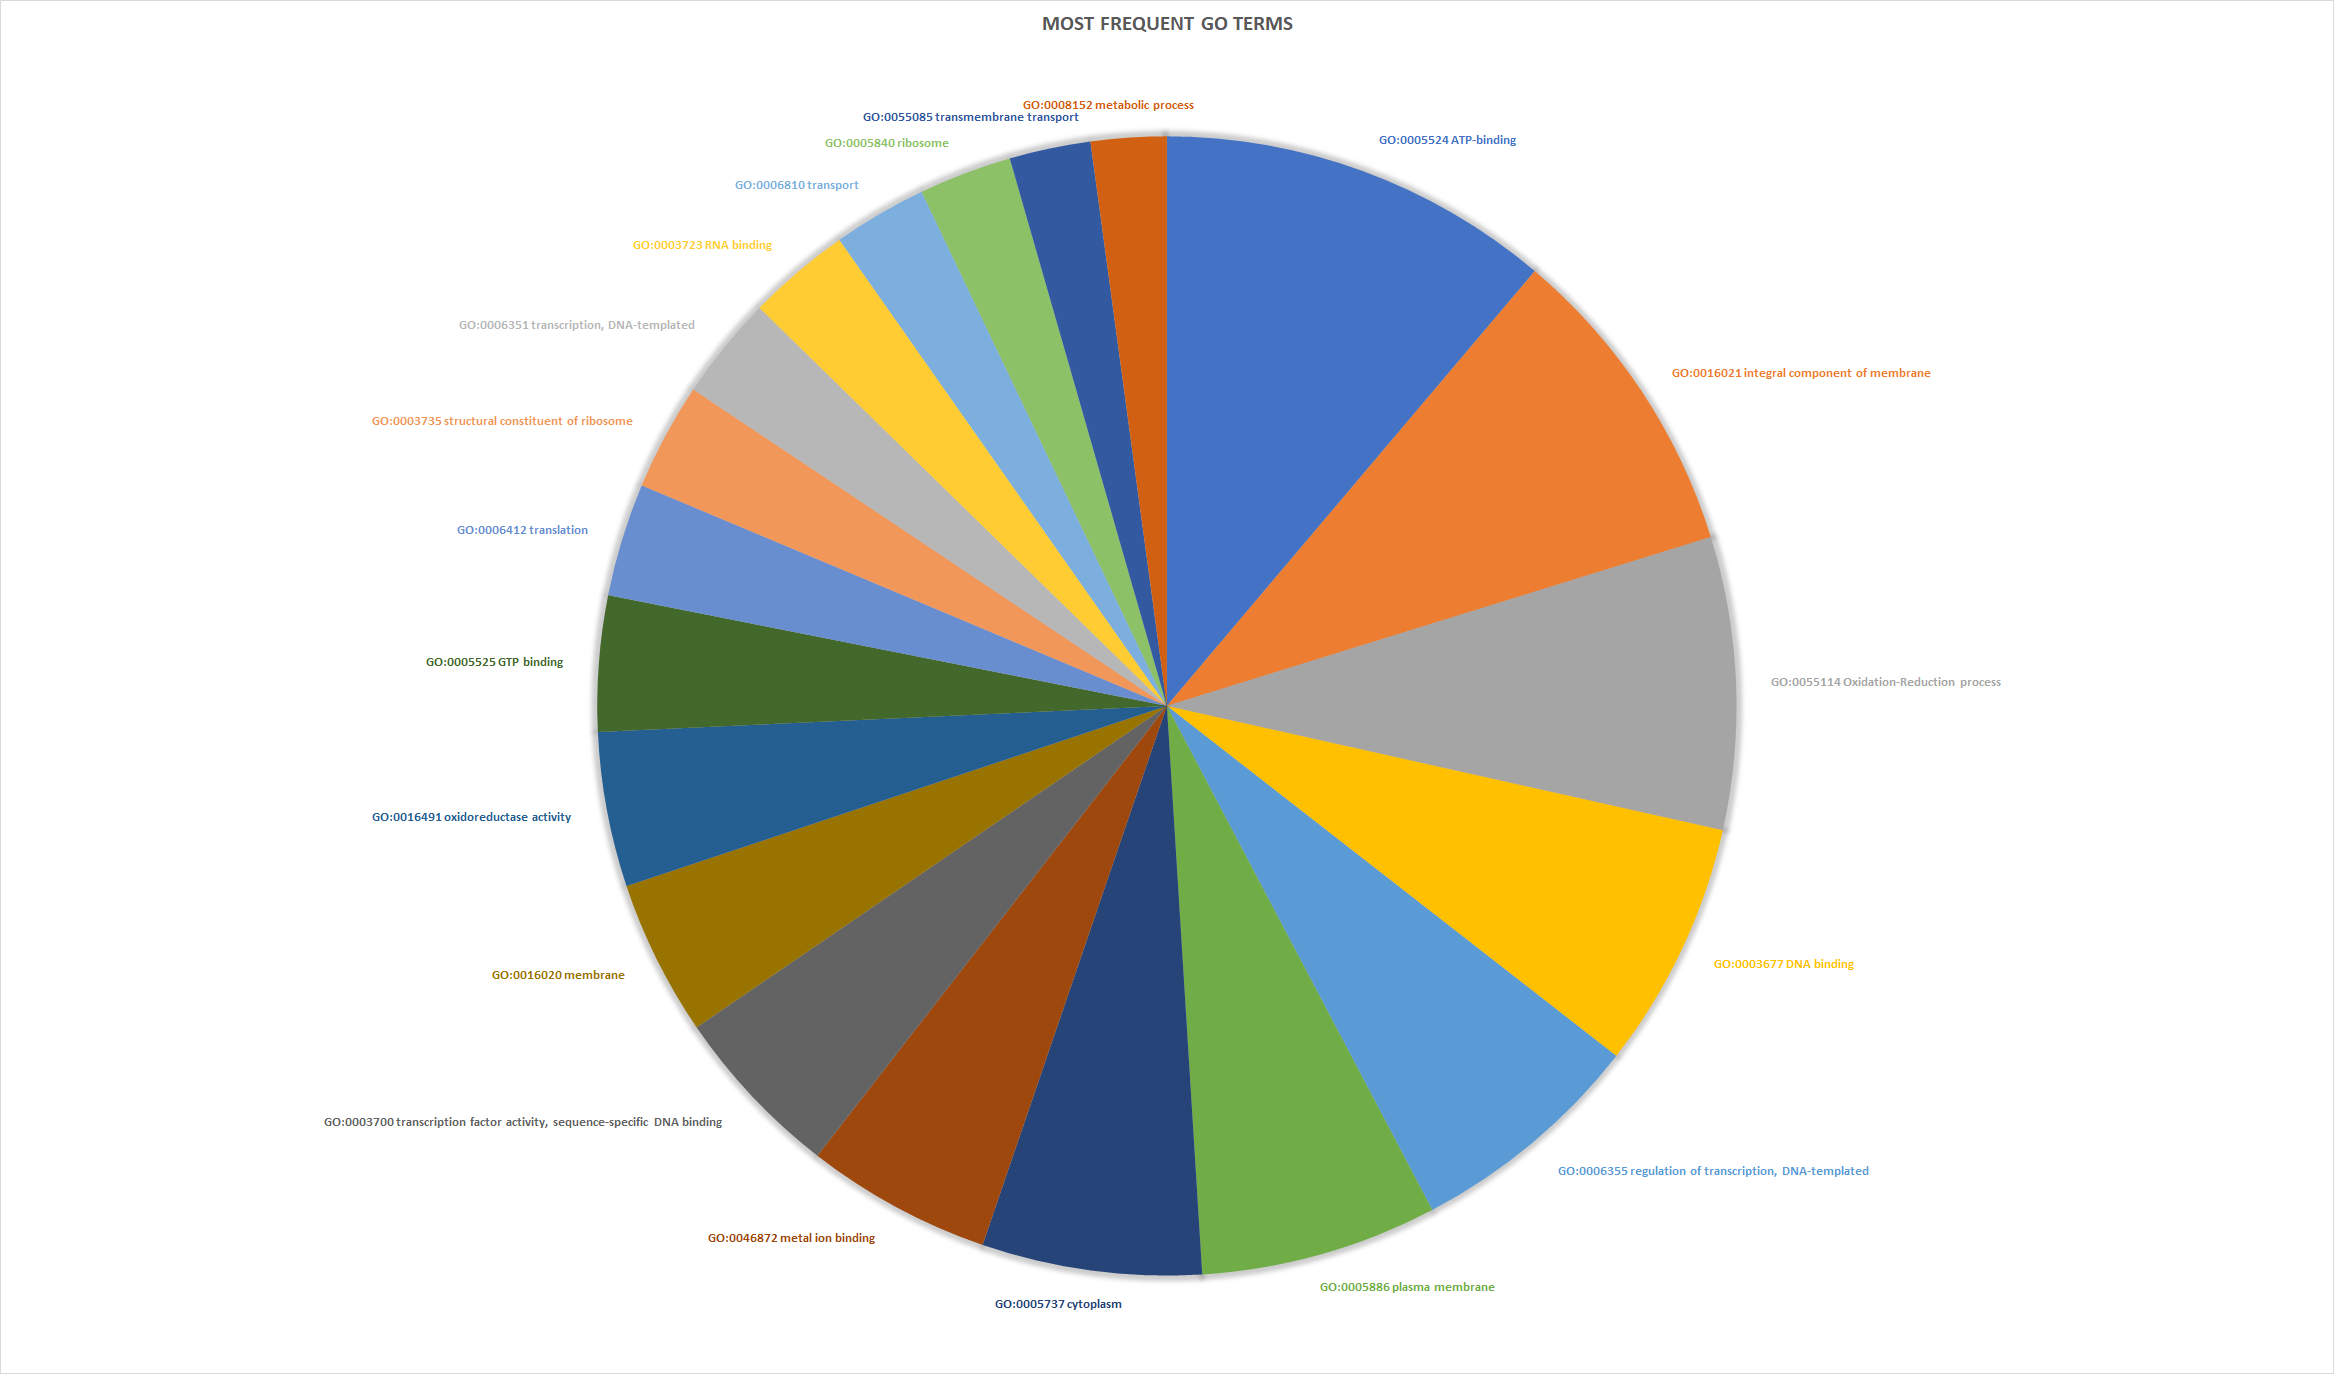 MOST FREQUENT GO TERMS
GO:0008152 metabolic process
GO:0055085 transmembrane transport
GO:0005524 ATP-binding
GO:0005840 ribosome
GO:0006810 transport
GO:0003723 RNA binding
GO:0006351 transcription, DNA-templated
GO:0016021 integral component of membrane
GO:0003735 structural constituent of ribosome
GO:0006412 translation
GO:0005525 GTP binding
GO:0055114 Oxidation-Reduction process
GO:0016491 oxidoreductase activity
GO:0003677 DNA binding
GO:0016020 membrane
GO:0003700 transcription factor activity, sequence-specific DNA binding
GO:0006355 regulation of transcription, DNA-templated
GO:0046872 metal ion binding
GO:0005886 plasma membrane
GO:0005737 cytoplasm